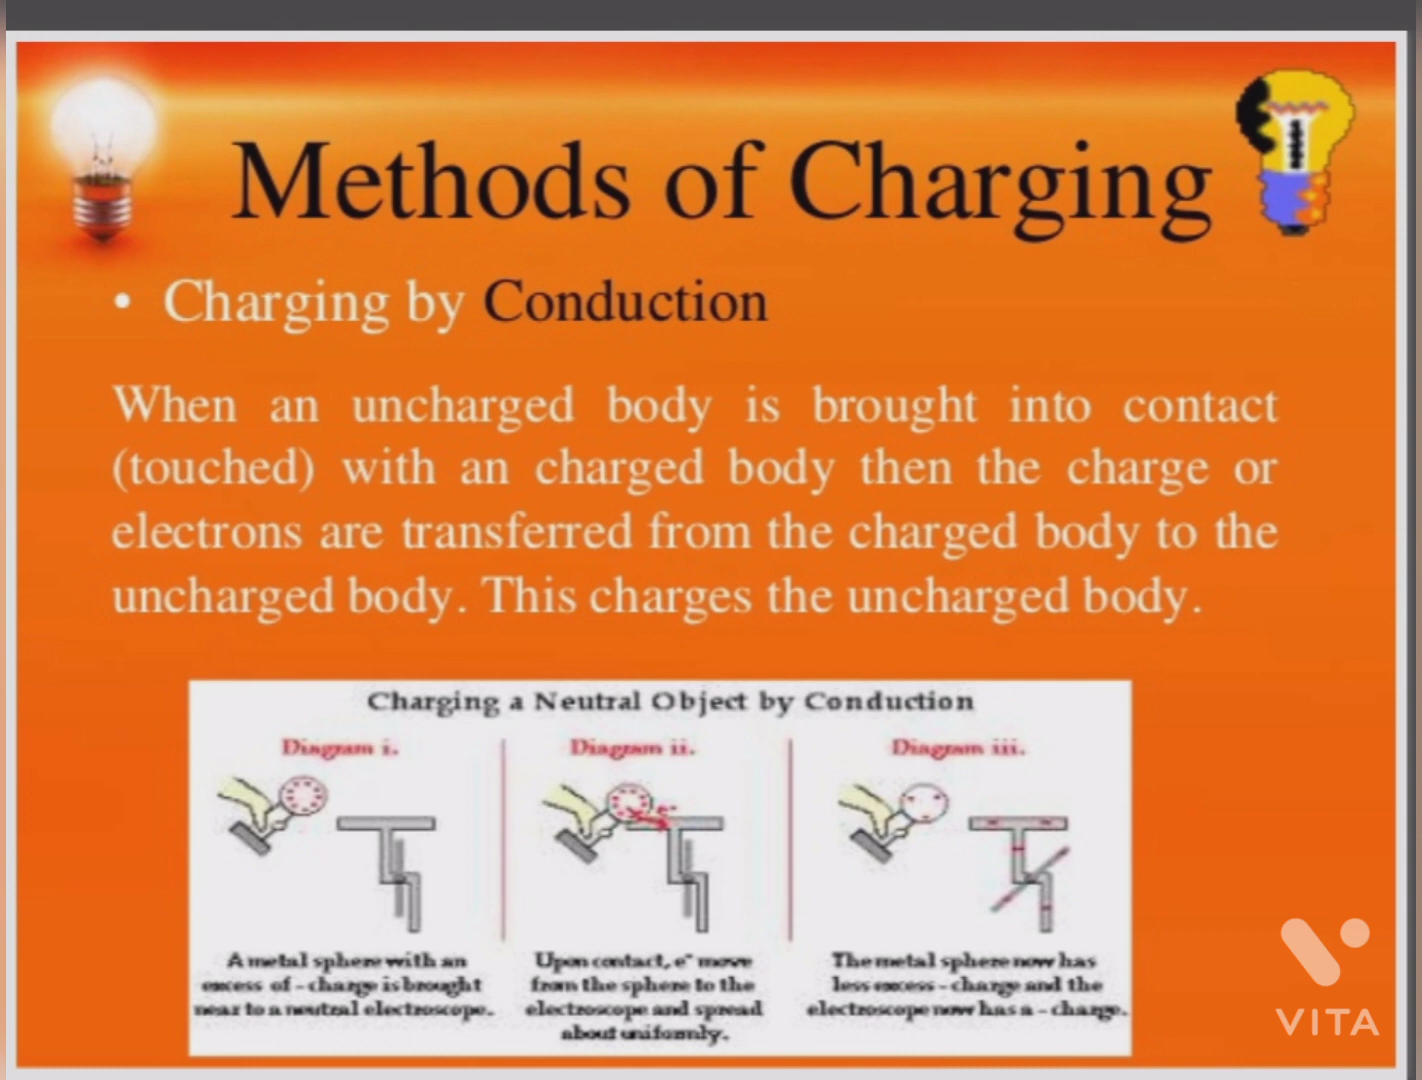 Methods of Charging
• Charging by Conduction
When an uncharged body is brought into contact
(touched) with an charged body then the charge or
electrons are transferred from the charged body to the
uncharged body. This charges the uncharged body.
Charging a Neutral Object by Conduction
Diagram i.
A metal sphere with an
excess of - charge is brought
near to a neutral electroscope.
Diagram ii.
e-
Upon contact, e- move
from the sphere to the
electroscope and spread
about uniformly.
Diagram iii.
The metal sphere now has
less excess - charge and the
electroscope now has a - charge.
VITA